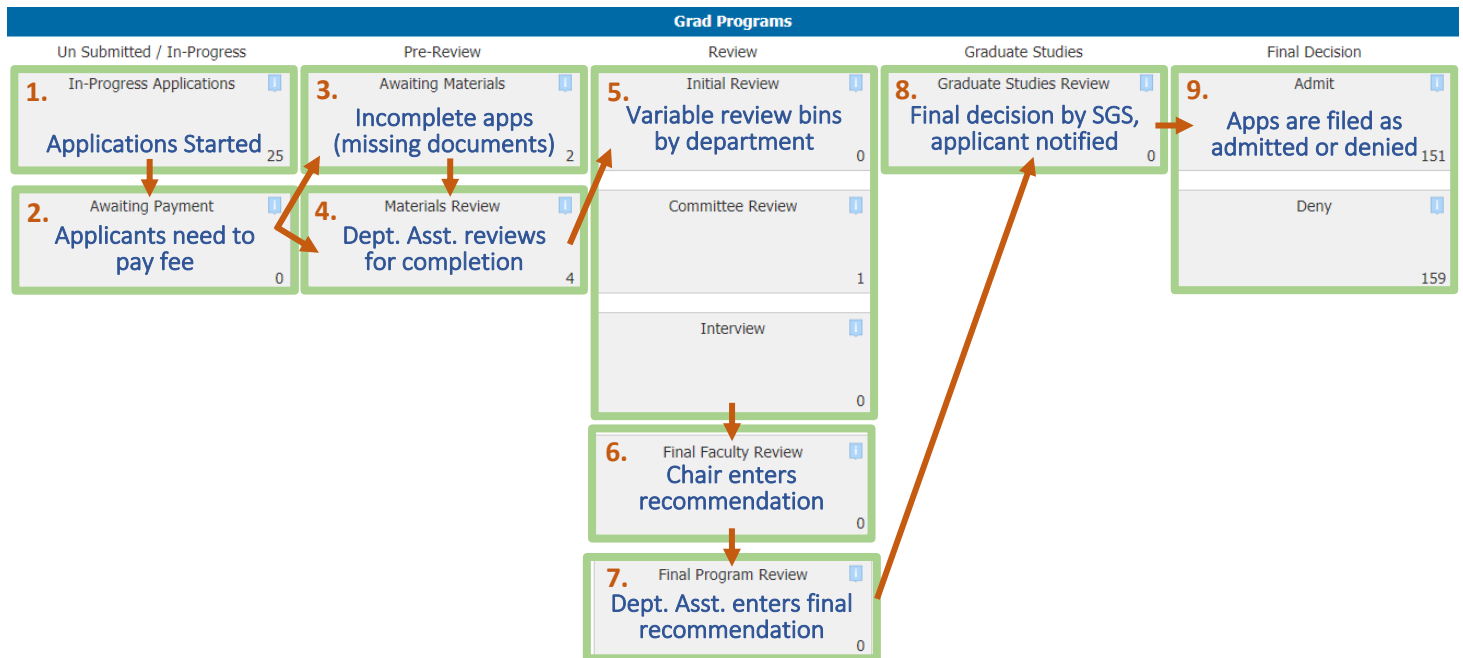 Grad Programs
Un Submitted / In-Progress
Pre-Review
Review
Graduate Studies
Final Decision
1.
In-Progress Applications
i
Applications Started
25
2.
Awaiting Payment
i
Applicants need to
pay fee
0
3.
Awaiting Materials
i
Incomplete apps
(missing documents)
2
4.
Materials Review
i
Dept. Asst. reviews
for completion
4
5.
Initial Review
i
Variable review bins
by department
0
Committee Review
i
1
Interview
i
0
6.
Final Faculty Review
i
Chair enters
recommendation
0
7.
Final Program Review
i
Dept. Asst. enters final
recommendation
0
8.
Graduate Studies Review
i
Final decision by SGS,
applicant notified
0
9.
Admit
i
Apps are filed as
admitted or denied
151
Deny
i
159